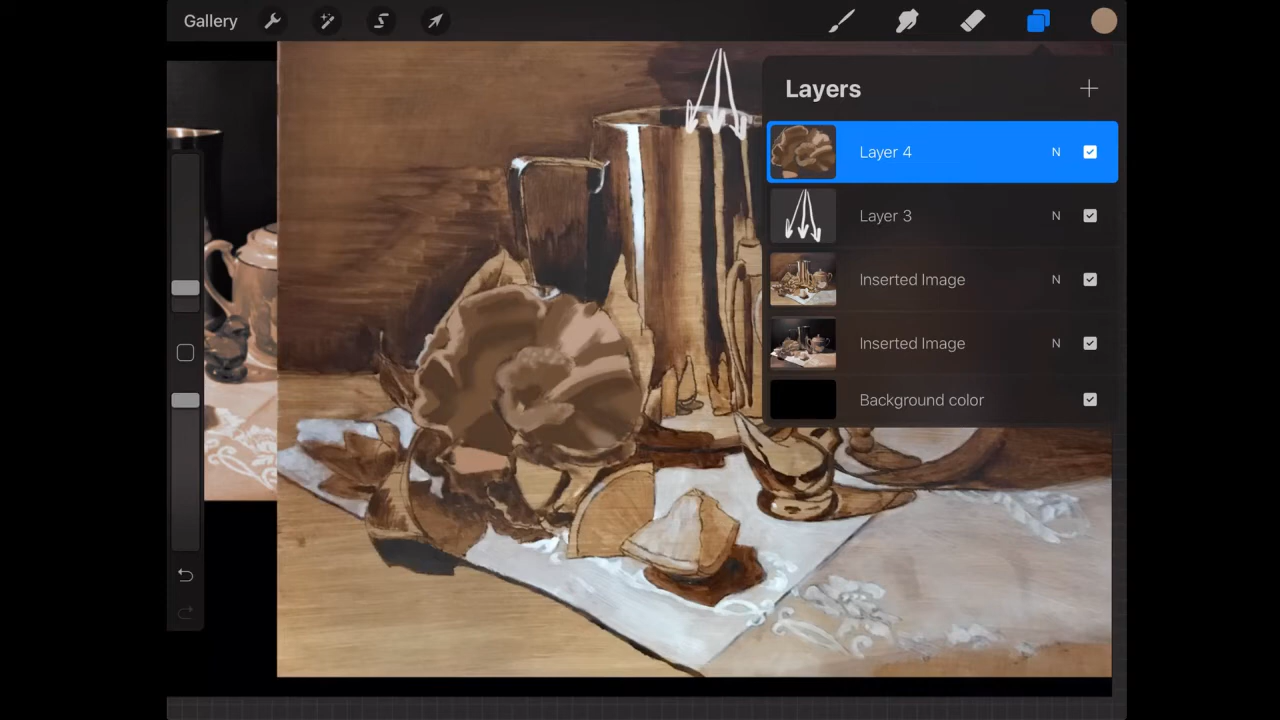 Gallery
Layers
Layer 4 N
Layer 3 N
Inserted Image N
Inserted Image N
Background color